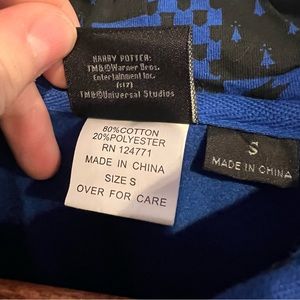 HARRY POTTER:
TM&©Warner Bros.
Entertainment Inc.
(s17)
TM&©Universal Studios
80%COTTON
20%POLYESTER
RN 124771
MADE IN CHINA
SIZE S
OVER FOR CARE
S
MADE IN CHINA